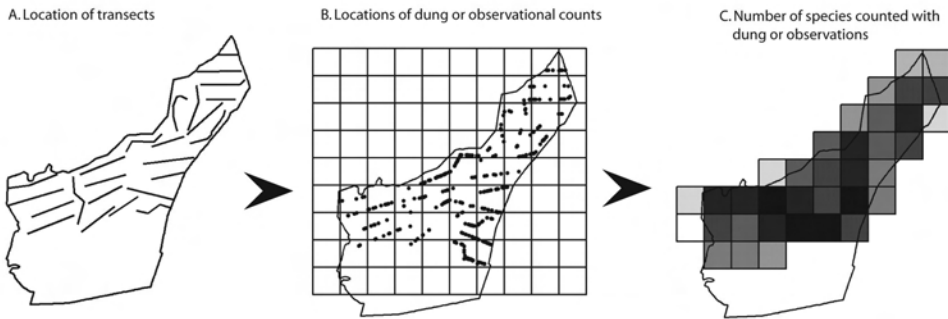 A. Location of transects
B. Locations of dung or observational counts
C. Number of species counted with
dung or observations